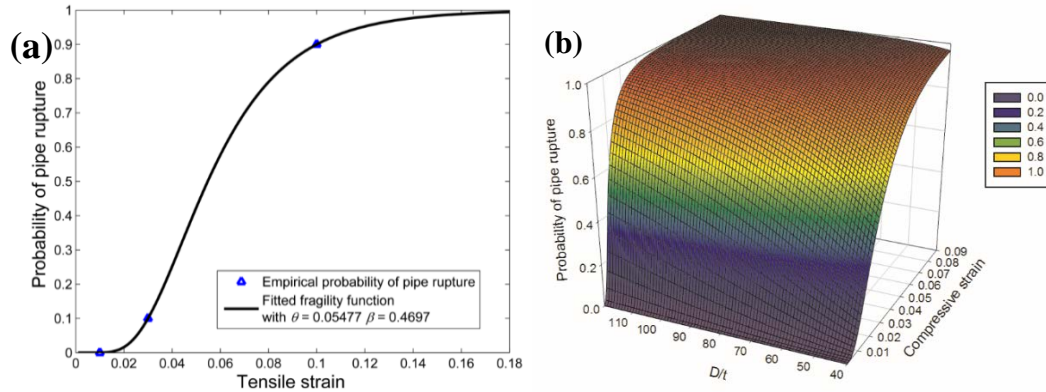 (a)
Probability of pipe rupture
1
0.9
0.8
0.7
0.6
0.5
0.4
0.3
0.2
0.1
0
0 0.02 0.04 0.06 0.08 0.1 0.12 0.14 0.16 0.18
Tensile strain
Empirical probability of pipe rupture
Fitted fragility function
with θ = 0.05477 β = 0.4697
(b)
Probability of pipe rupture
1.0
0.8
0.6
0.4
0.2
0.0
110 100 90 80 70 60 50 40
D/t
0.01
0.02
0.03
0.04
0.05
0.06
0.07
0.08
0.09
Compressive strain
0.0
0.2
0.4
0.6
0.8
1.0